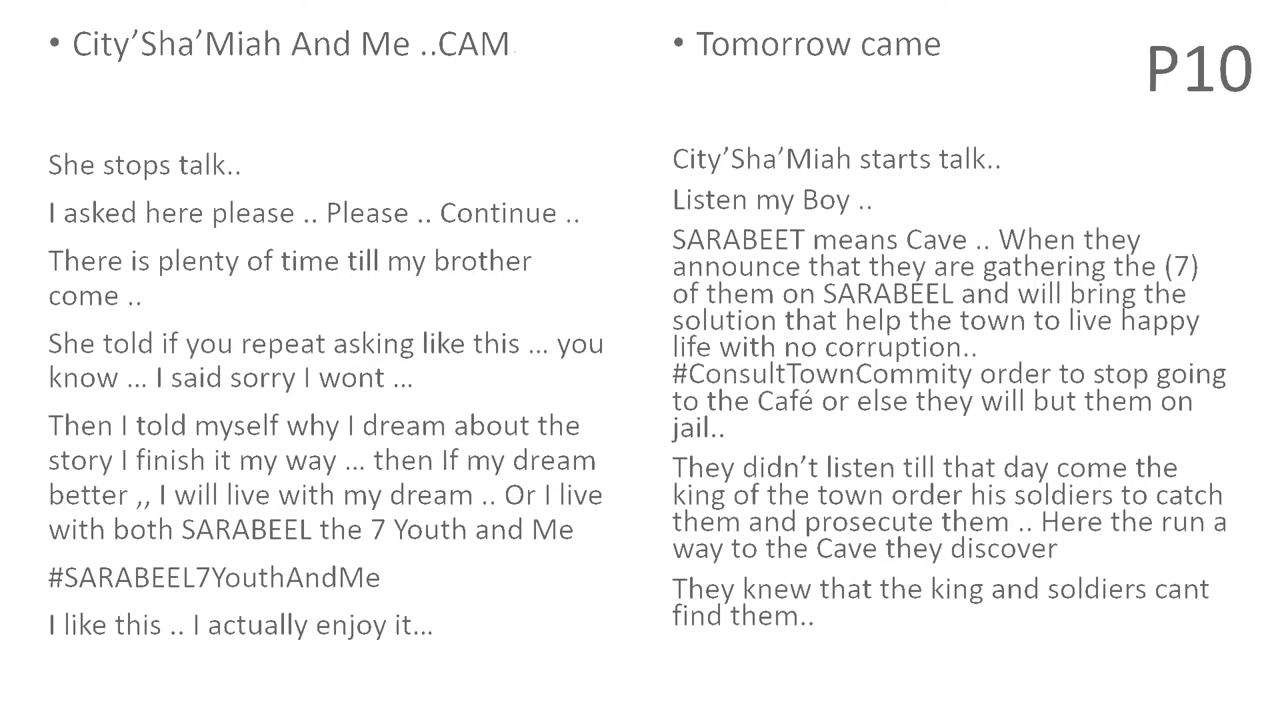 • City’Sha’Miah And Me ..CAM
She stops talk..
I asked here please .. Please .. Continue ..
There is plenty of time till my brother
come ..
She told if you repeat asking like this ... you
know ... I said sorry I wont ...
Then I told myself why I dream about the
story I finish it my way ... then If my dream
better ,, I will live with my dream .. Or I live
with both SARABEEL the 7 Youth and Me
#SARABEEL7YouthAndMe
I like this .. I actually enjoy it...
• Tomorrow came
P10
City’Sha’Miah starts talk..
Listen my Boy ..
SARABEET means Cave .. When they
announce that they are gathering the (7)
of them on SARABEEL and will bring the
solution that help the town to live happy
life with no corruption..
#ConsultTownCommity order to stop going
to the Café or else they will but them on
jail..
They didn’t listen till that day come the
king of the town order his soldiers to catch
them and prosecute them .. Here the run a
way to the Cave they discover
They knew that the king and soldiers cant
find them..